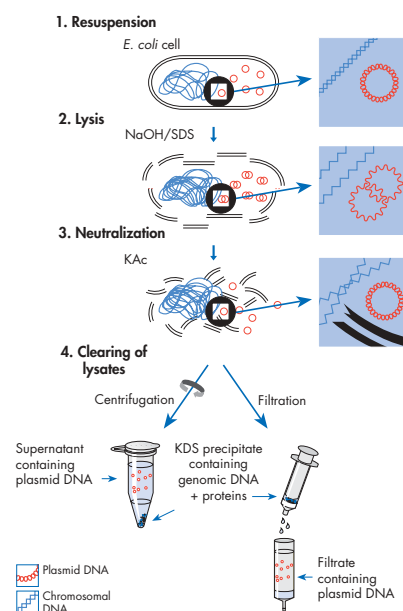 1. Resuspension
E. coli cell
2. Lysis
NaOH/SDS
3. Neutralization
KAc
4. Clearing of
lysates
Centrifugation
Filtration
Supernatant
containing
plasmid DNA
KDS precipitate
containing
genomic DNA
+ proteins
Plasmid DNA
Chromosomal
DNA
Filtrate
containing
plasmid DNA